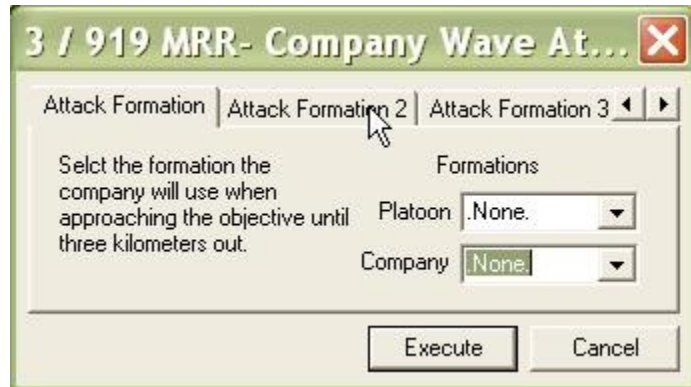 3 / 919 MRR- Company Wave At...
Attack Formation
Attack Formation 2
Attack Formation 3
Selct the formation the
company will use when
approaching the objective until
three kilometers out.
Formations
Platoon .None.
Company .None.
Execute
Cancel